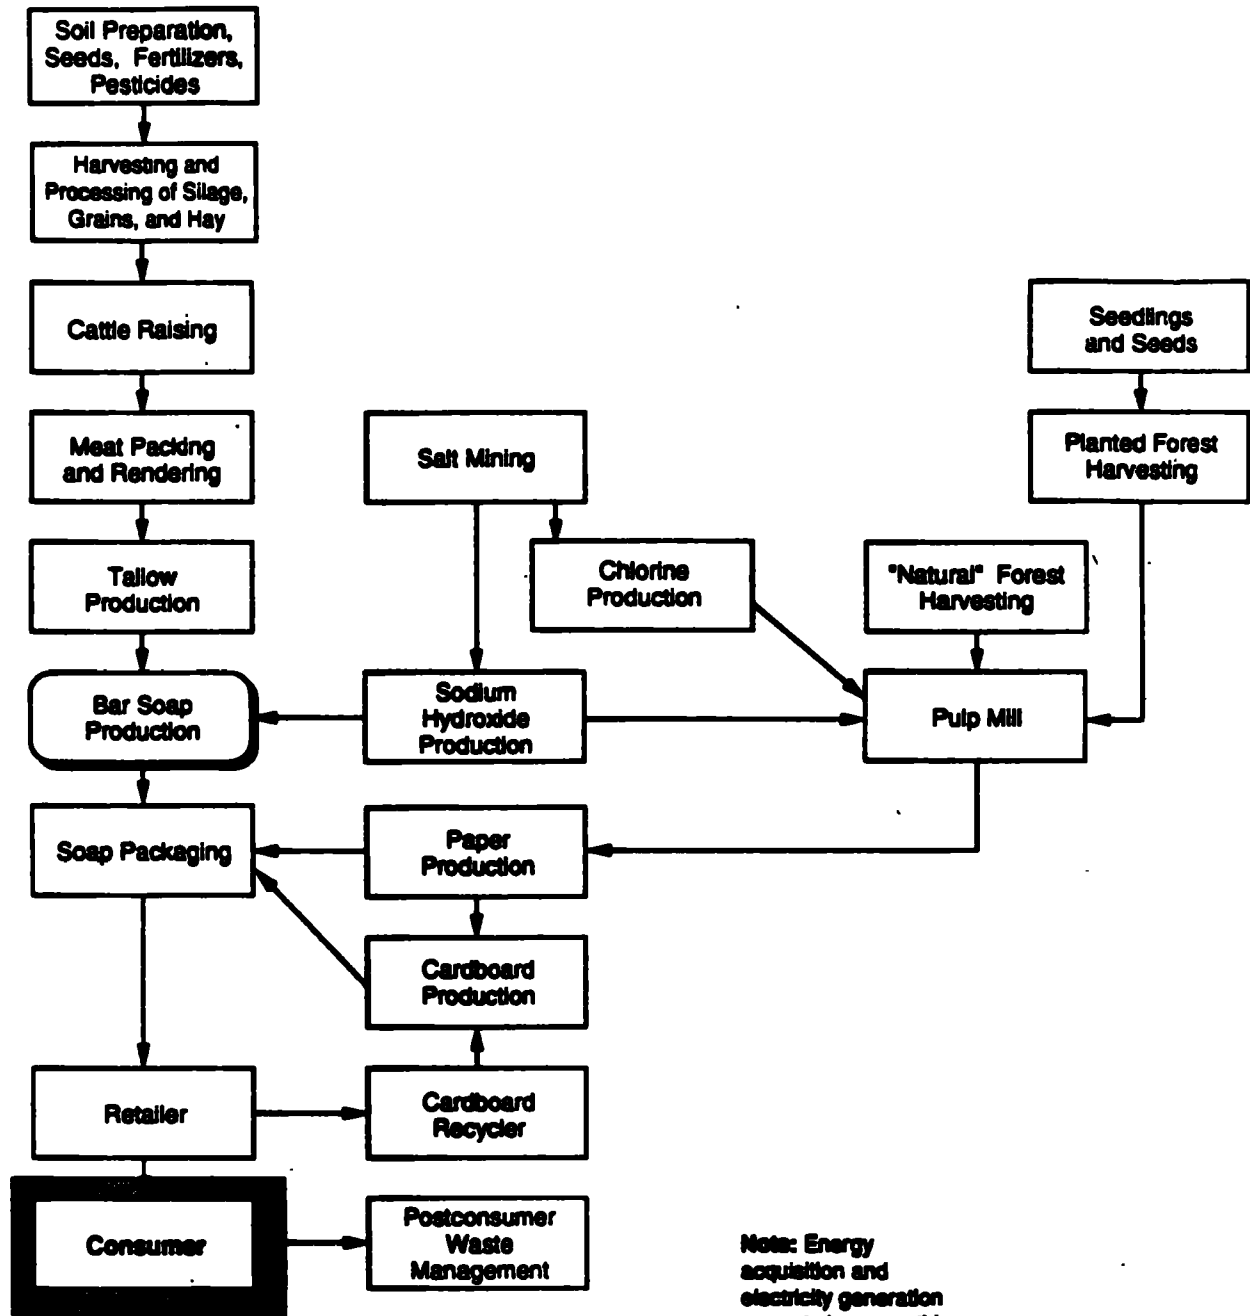 Soil Preparation,
Seeds, Fertilizers,
Pesticides
Harvesting and
Processing of Silage,
Grains, and Hay
Cattle Raising
Seedlings
and Seeds
Meat Packing
and Rendering
Salt Mining
Planted Forest
Harvesting
Tallow
Production
Chlorine
Production
"Natural" Forest
Harvesting
Bar Soap
Production
Sodium
Hydroxide
Production
Pulp Mill
Soap Packaging
Paper
Production
Cardboard
Production
Retailer
Cardboard
Recycler
Consumer
Postconsumer
Waste
Management
Note: Energy
acquisition and
electricity generation